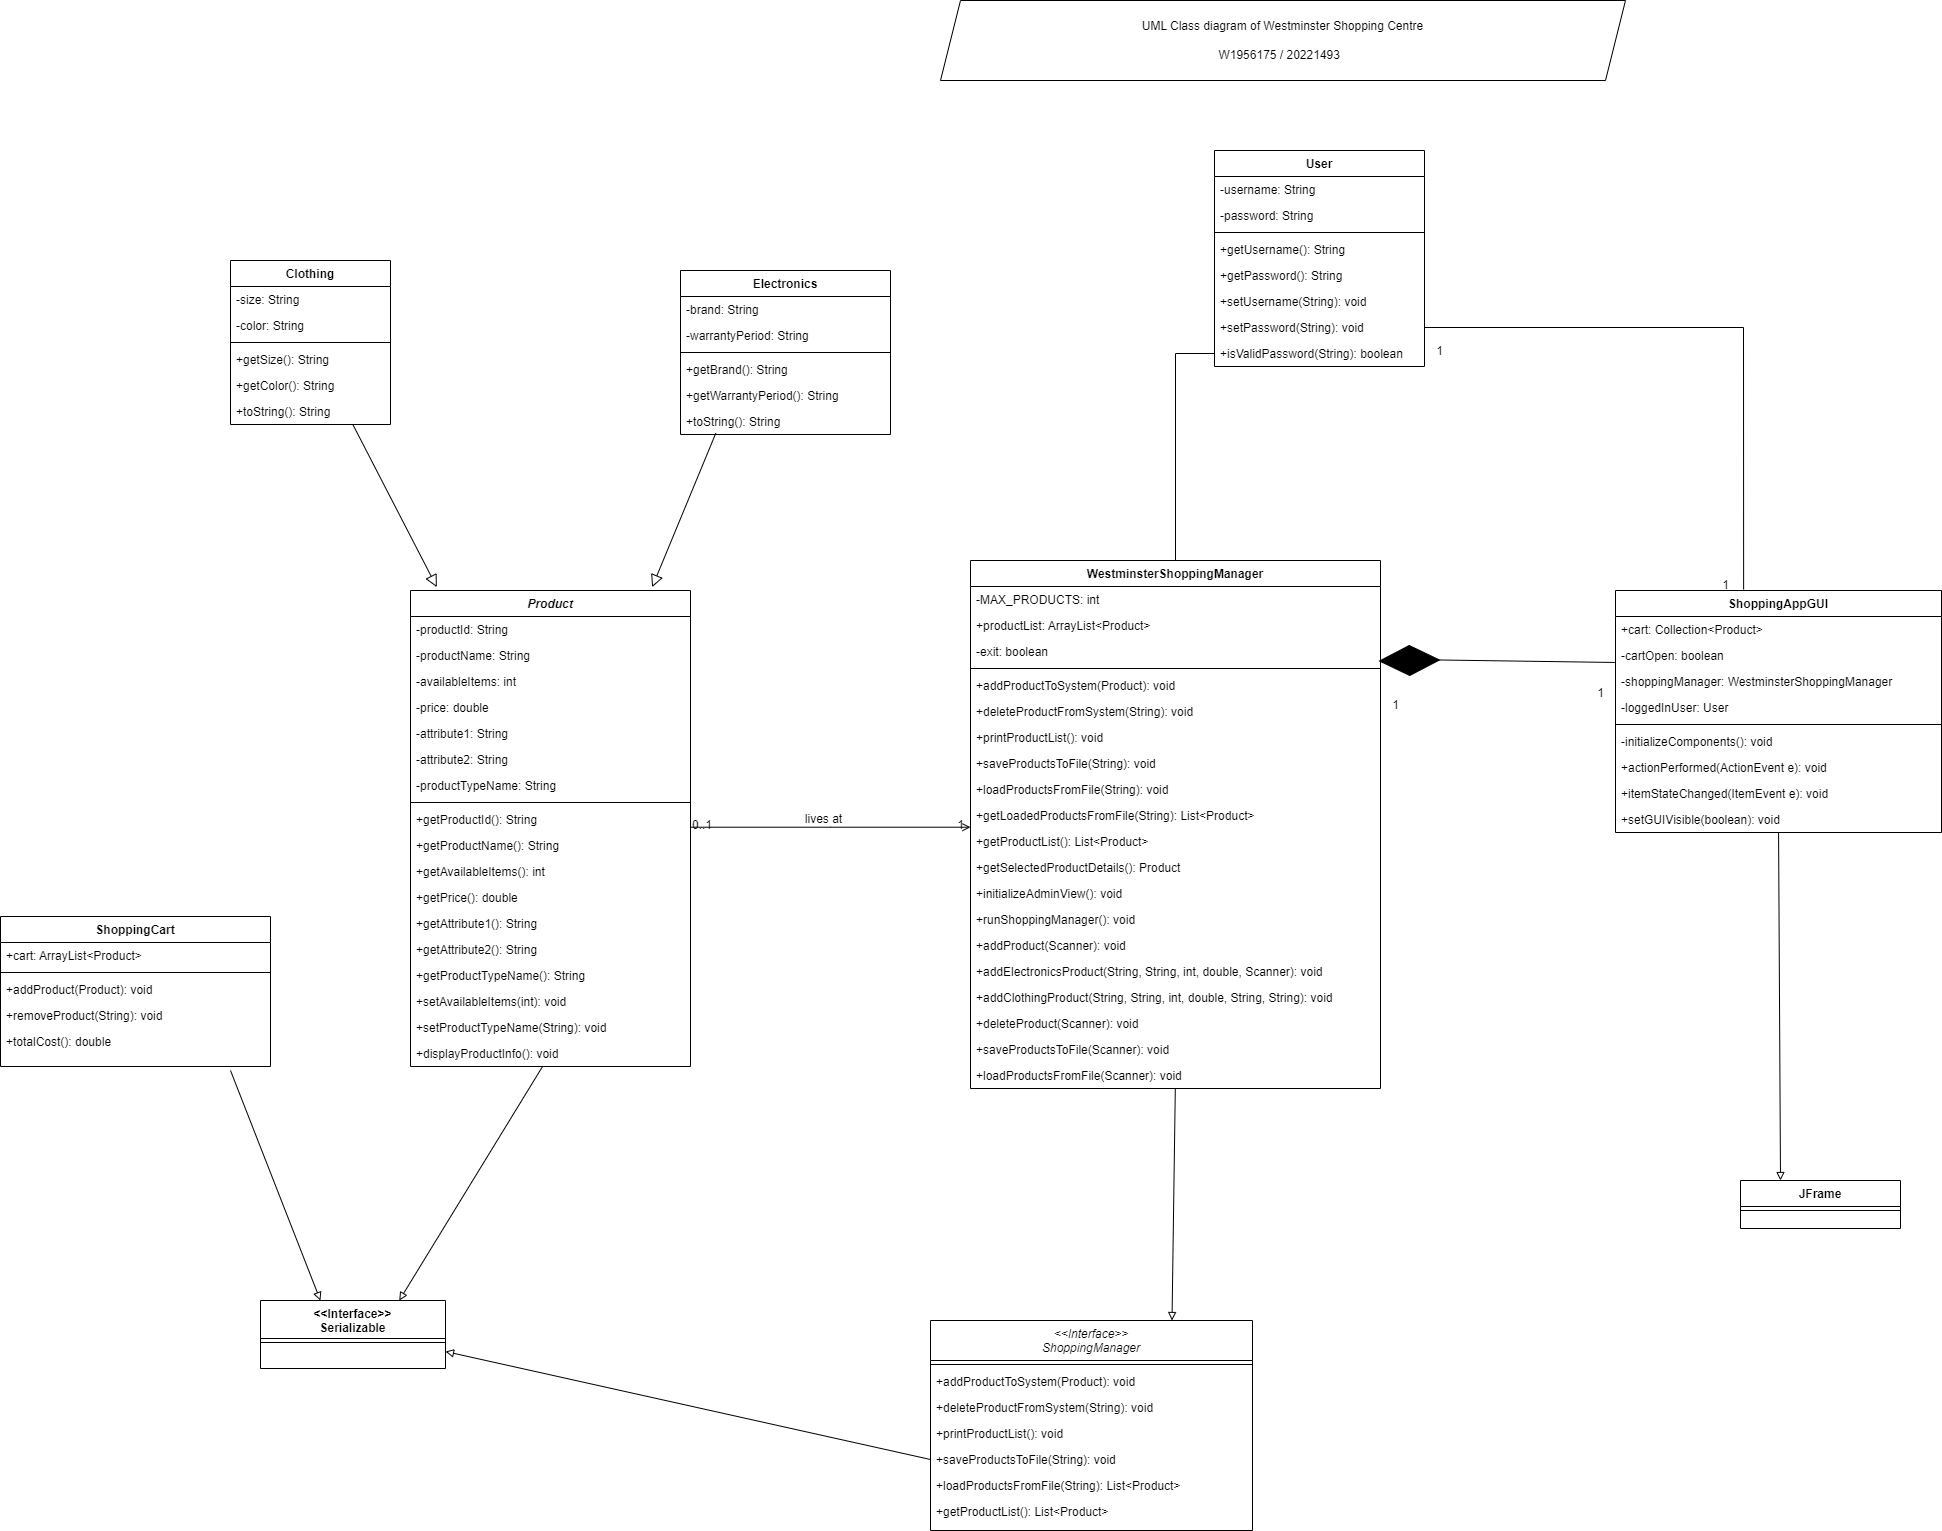 UML Class diagram of Westminster Shopping Centre
W1956175 / 20221493
User
-username: String
-password: String
+getUsername(): String
+getPassword(): String
+setUsername(String): void
+setPassword(String): void
+isValidPassword(String): boolean
1
Clothing
-size: String
-color: String
+getSize(): String
+getColor(): String
+toString(): String
Electronics
-brand: String
-warrantyPeriod: String
+getBrand(): String
+getWarrantyPeriod(): String
+toString(): String
Product
-productId: String
-productName: String
-availableItems: int
-price: double
-attribute1: String
-attribute2: String
-productTypeName: String
+getProductId(): String
+getProductName(): String
+getAvailableItems(): int
+getPrice(): double
+getAttribute1(): String
+getAttribute2(): String
+getProductTypeName(): String
+setAvailableItems(int): void
+setProductTypeName(String): void
+displayProductInfo(): void
0..1
lives at
1
WestminsterShoppingManager
-MAX_PRODUCTS: int
+productList: ArrayList<Product>
-exit: boolean
+addProductToSystem(Product): void
+deleteProductFromSystem(String): void
+printProductList(): void
+saveProductsToFile(String): void
+loadProductsFromFile(String): void
+getLoadedProductsFromFile(String): List<Product>
+getProductList(): List<Product>
+getSelectedProductDetails(): Product
+initializeAdminView(): void
+runShoppingManager(): void
+addProduct(Scanner): void
+addElectronicsProduct(String, String, int, double, Scanner): void
+addClothingProduct(String, String, int, double, String, String): void
+deleteProduct(Scanner): void
+saveProductsToFile(Scanner): void
+loadProductsFromFile(Scanner): void
1
1
1
ShoppingAppGUI
+cart: Collection<Product>
-cartOpen: boolean
-shoppingManager: WestminsterShoppingManager
-loggedInUser: User
-initializeComponents(): void
+actionPerformed(ActionEvent e): void
+itemStateChanged(ItemEvent e): void
+setGUIVisible(boolean): void
ShoppingCart
+cart: ArrayList<Product>
+addProduct(Product): void
+removeProduct(String): void
+totalCost(): double
JFrame
<<Interface>>
Serializable
<<Interface>>
ShoppingManager
+addProductToSystem(Product): void
+deleteProductFromSystem(String): void
+printProductList(): void
+saveProductsToFile(String): void
+loadProductsFromFile(String): List<Product>
+getProductList(): List<Product>